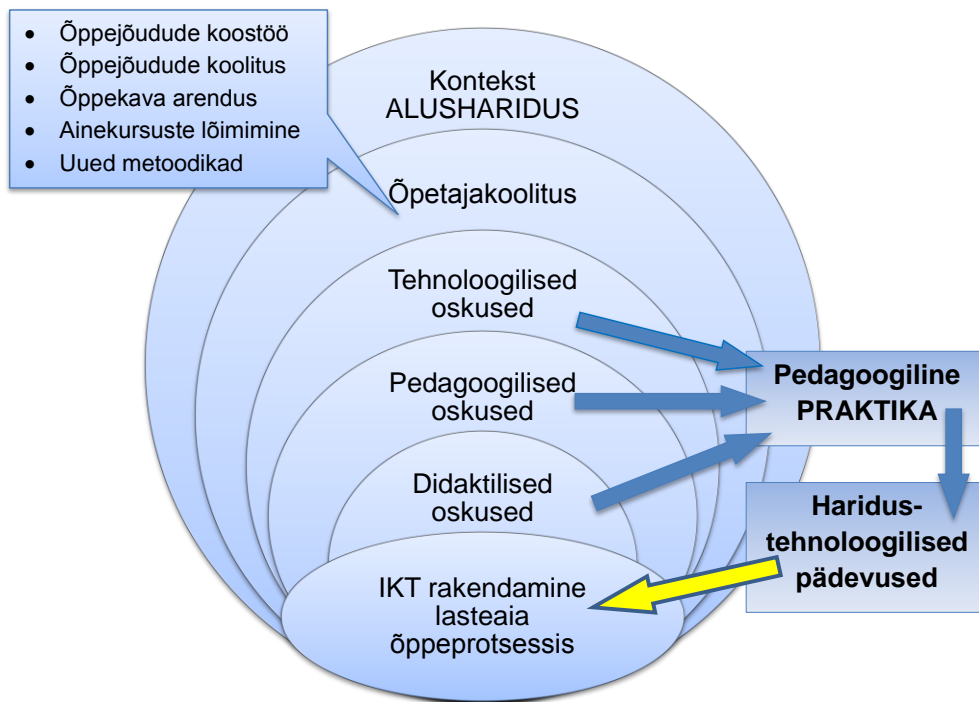 • Õppejõudude koostöö
• Õppejõudude koolitus
• Õppekava arendus
• Ainekursuste lõimimine
• Uued metoodikad
Kontekst
ALUSHARIDUS
Õpetajakoolitus
Tehnoloogilised
oskused
Pedagoogilised
oskused
Didaktilised
oskused
IKT rakendamine
lasteaia
õppeprotsessis
Pedagoogiline
PRAKTIKA
Haridus-
tehnoloogilised
pädevused